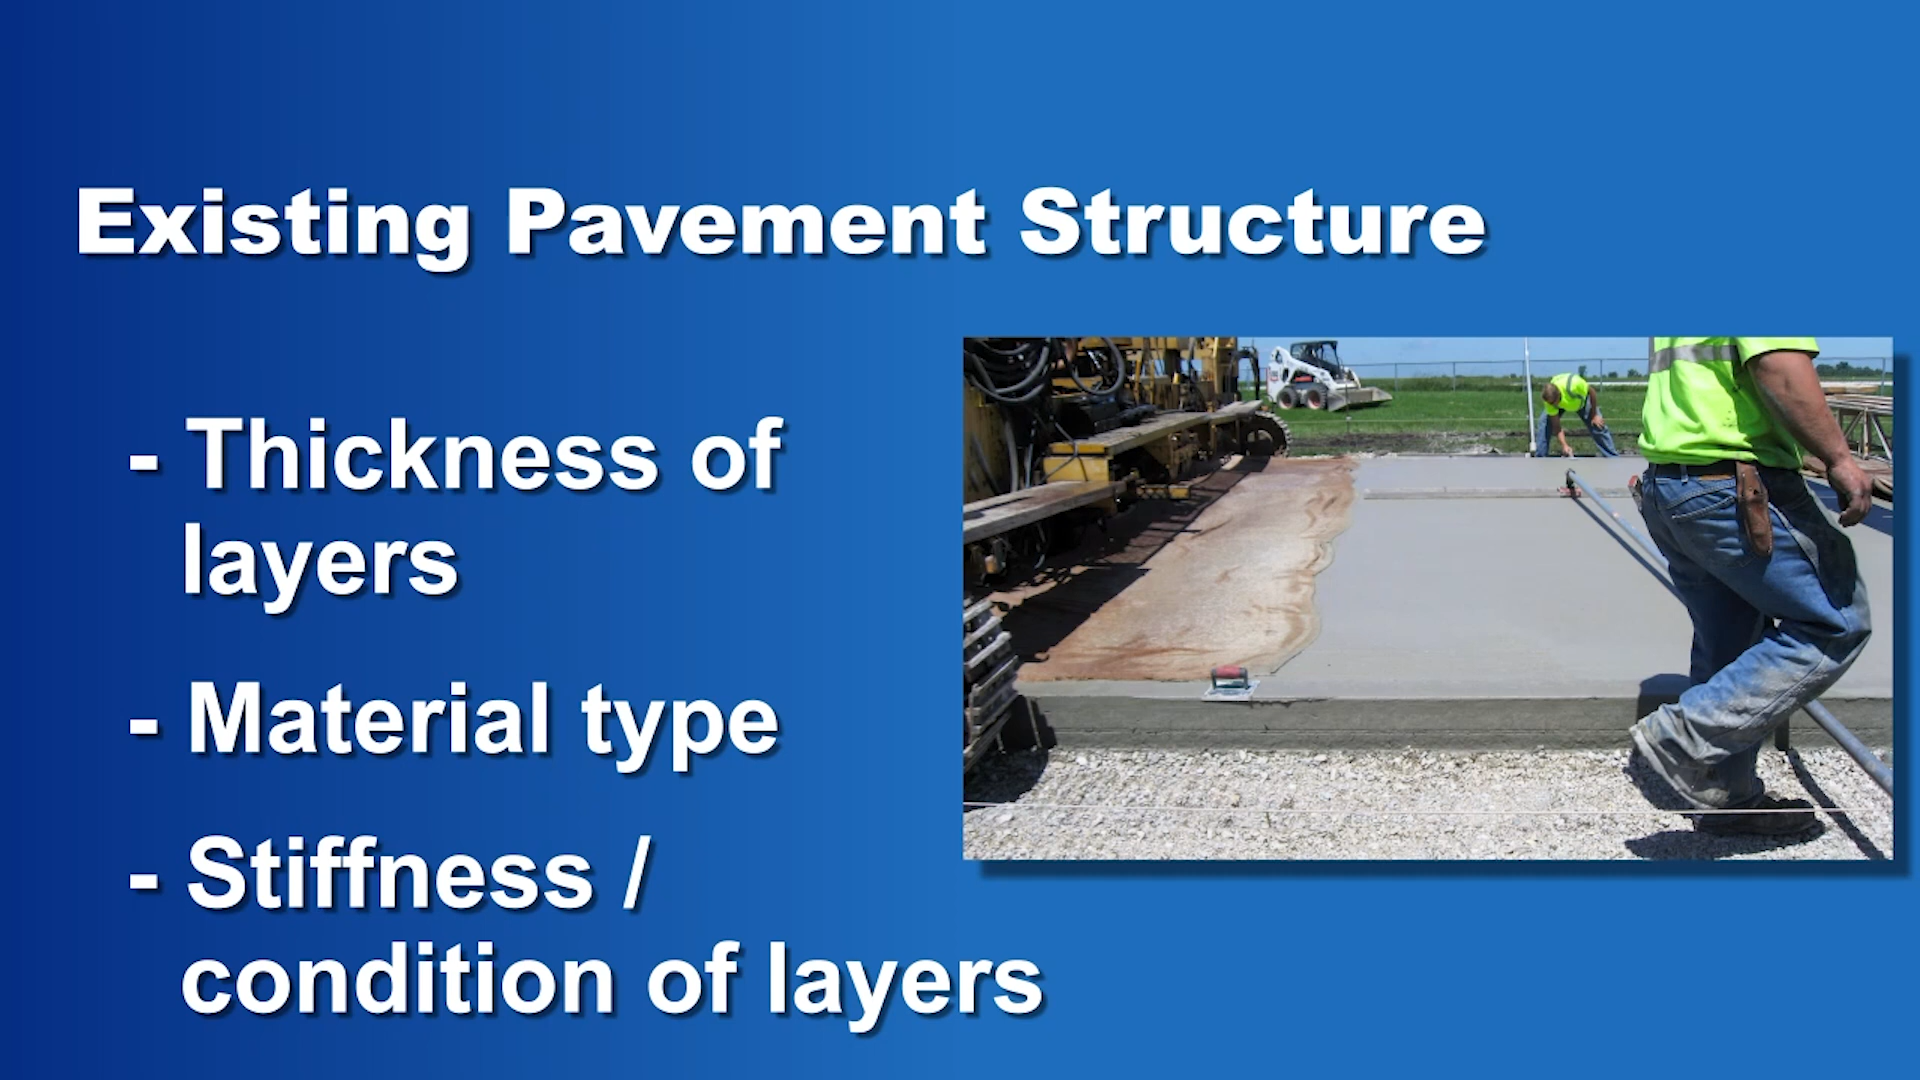 Existing Pavement Structure
- Thickness of
layers
- Material type
- Stiffness /
condition of layers